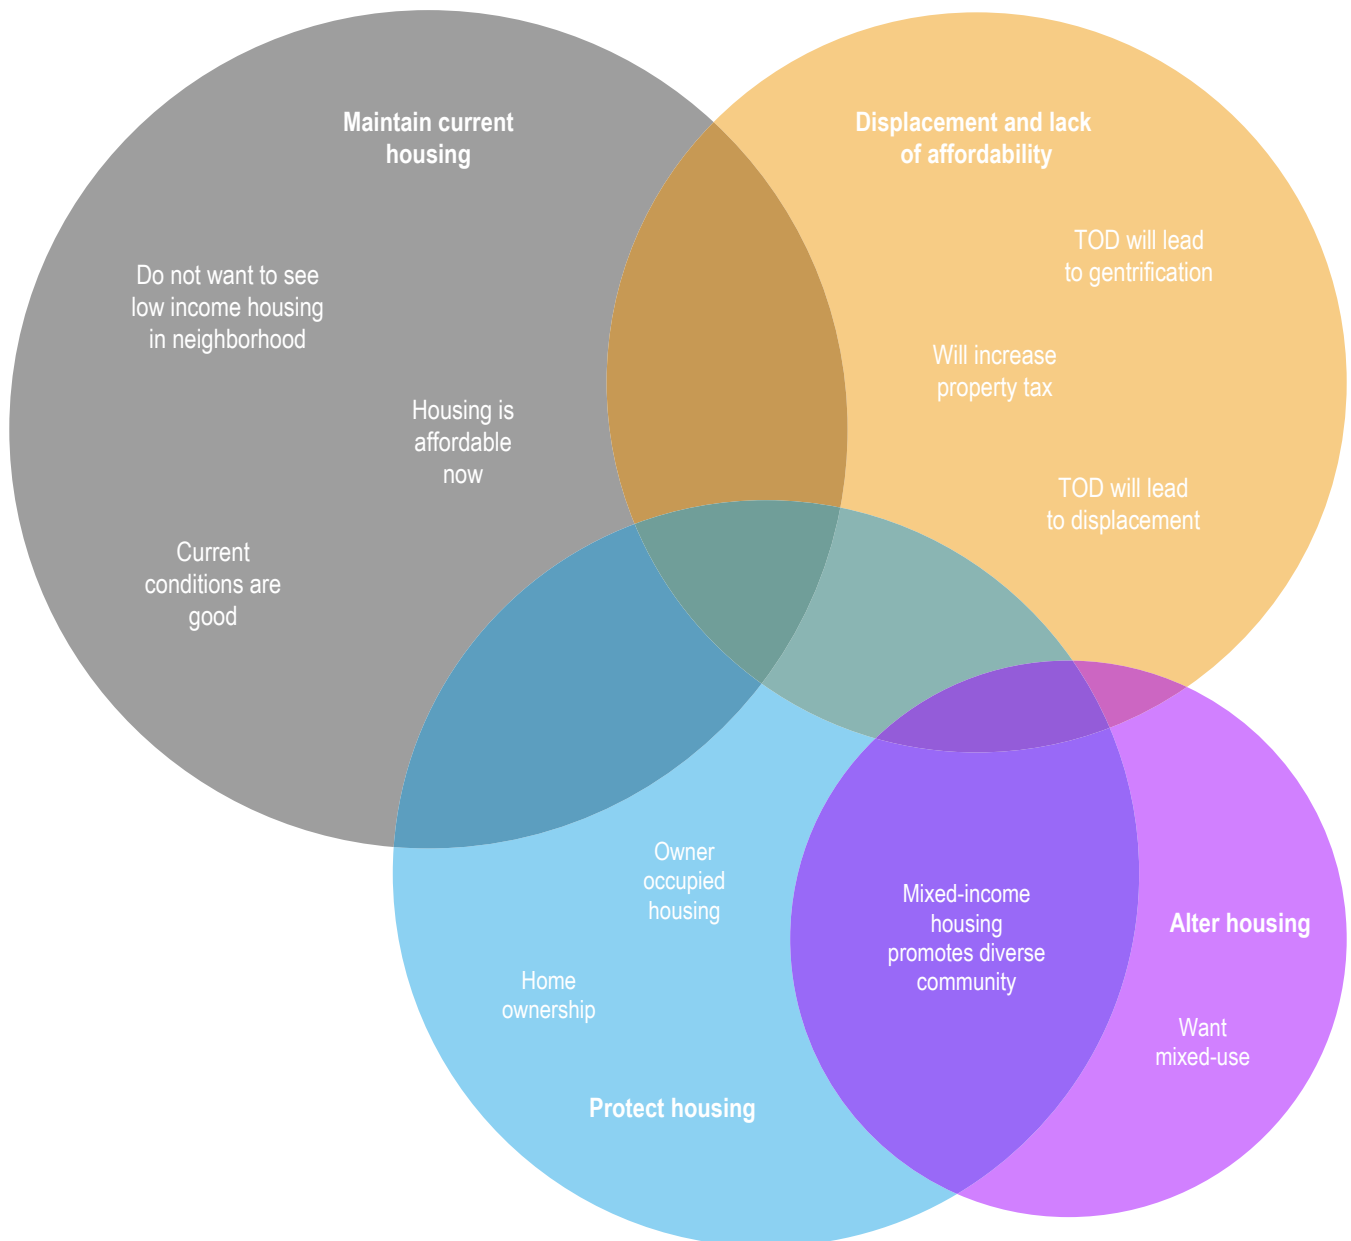 Maintain current
housing
Do not want to see
low income housing
in neighborhood
Housing is
affordable
now
Current
conditions are
good
Displacement and lack
of affordability
TOD will lead
to gentrification
Will increase
property tax
TOD will lead
to displacement
Owner
occupied
housing
Home
ownership
Protect housing
Mixed-income
housing
promotes diverse
community
Alter housing
Want
mixed-use